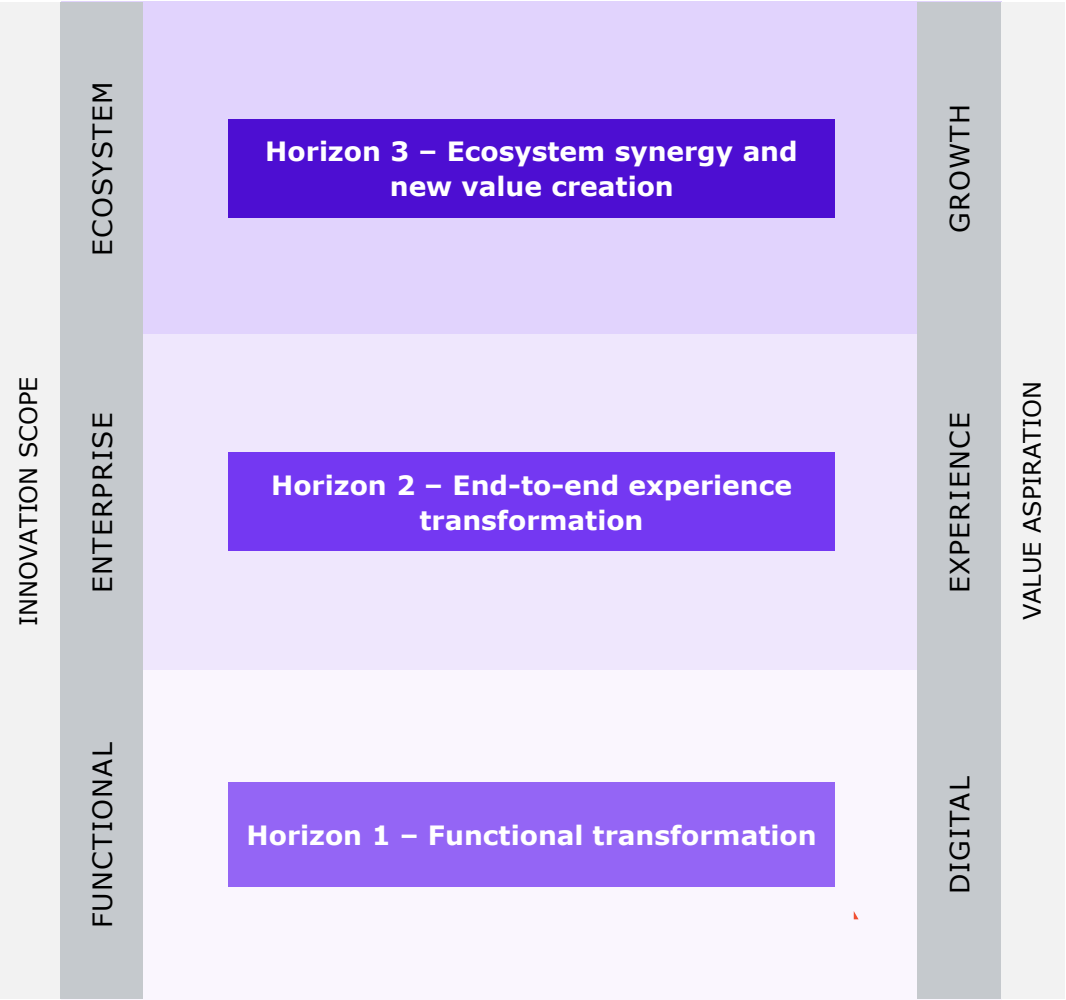 INNOVATION SCOPE
ECOSYSTEM
Horizon 3 – Ecosystem synergy and
new value creation
GROWTH
ENTERPRISE
Horizon 2 – End-to-end experience
transformation
EXPERIENCE
FUNCTIONAL
Horizon 1 – Functional transformation
DIGITAL
VALUE ASPIRATION